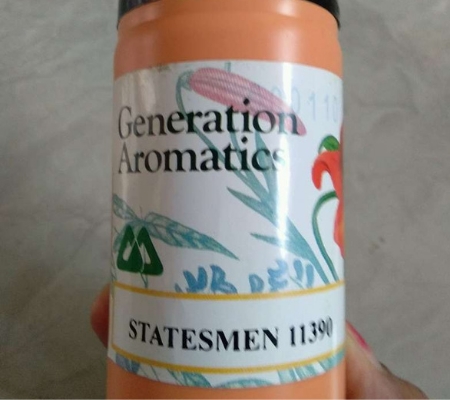 Generation
Aromatics
STATESMEN 11390